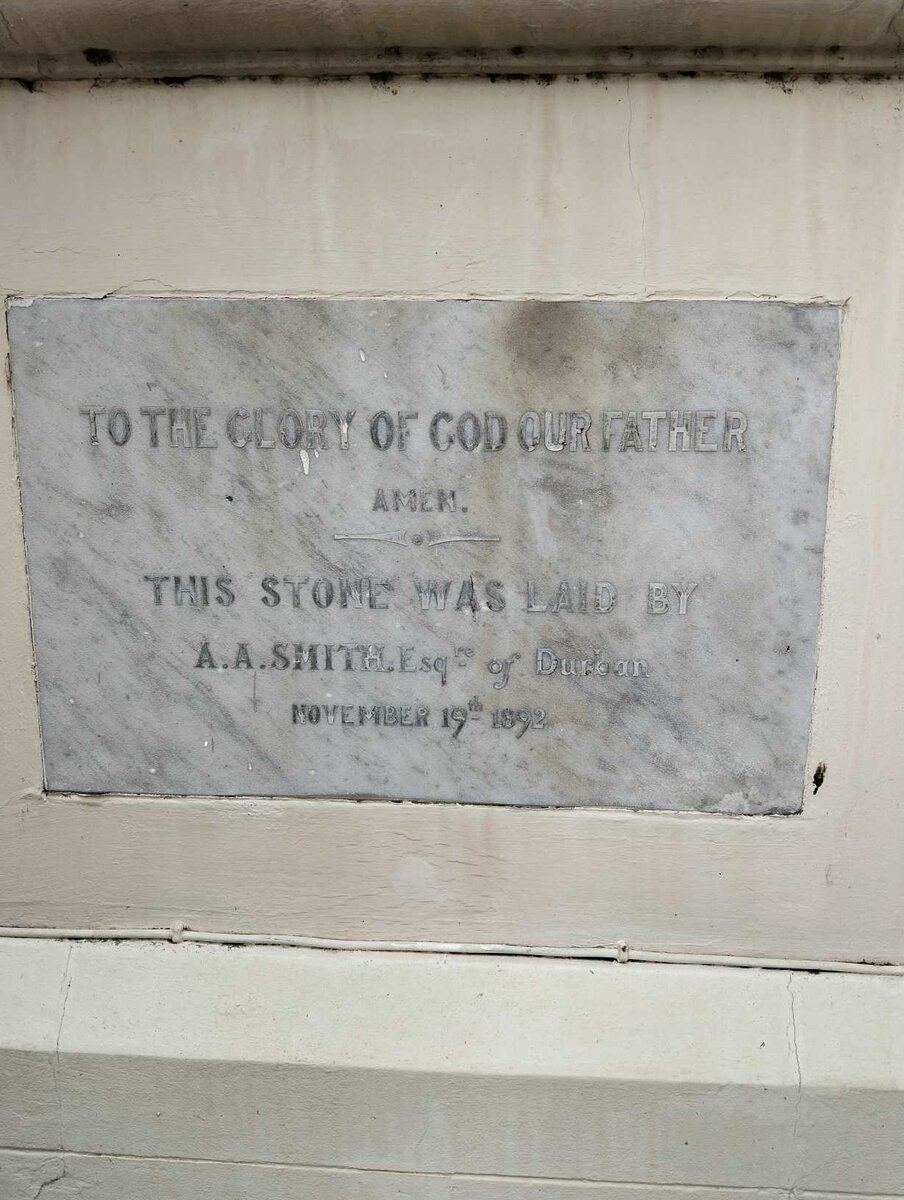 TO THE GLORY OF GOD OUR FATHER
AMEN.
THIS STONE WAS LAID BY
A.A.SMITH.Esqre of Durban
NOVEMBER 19th 1892